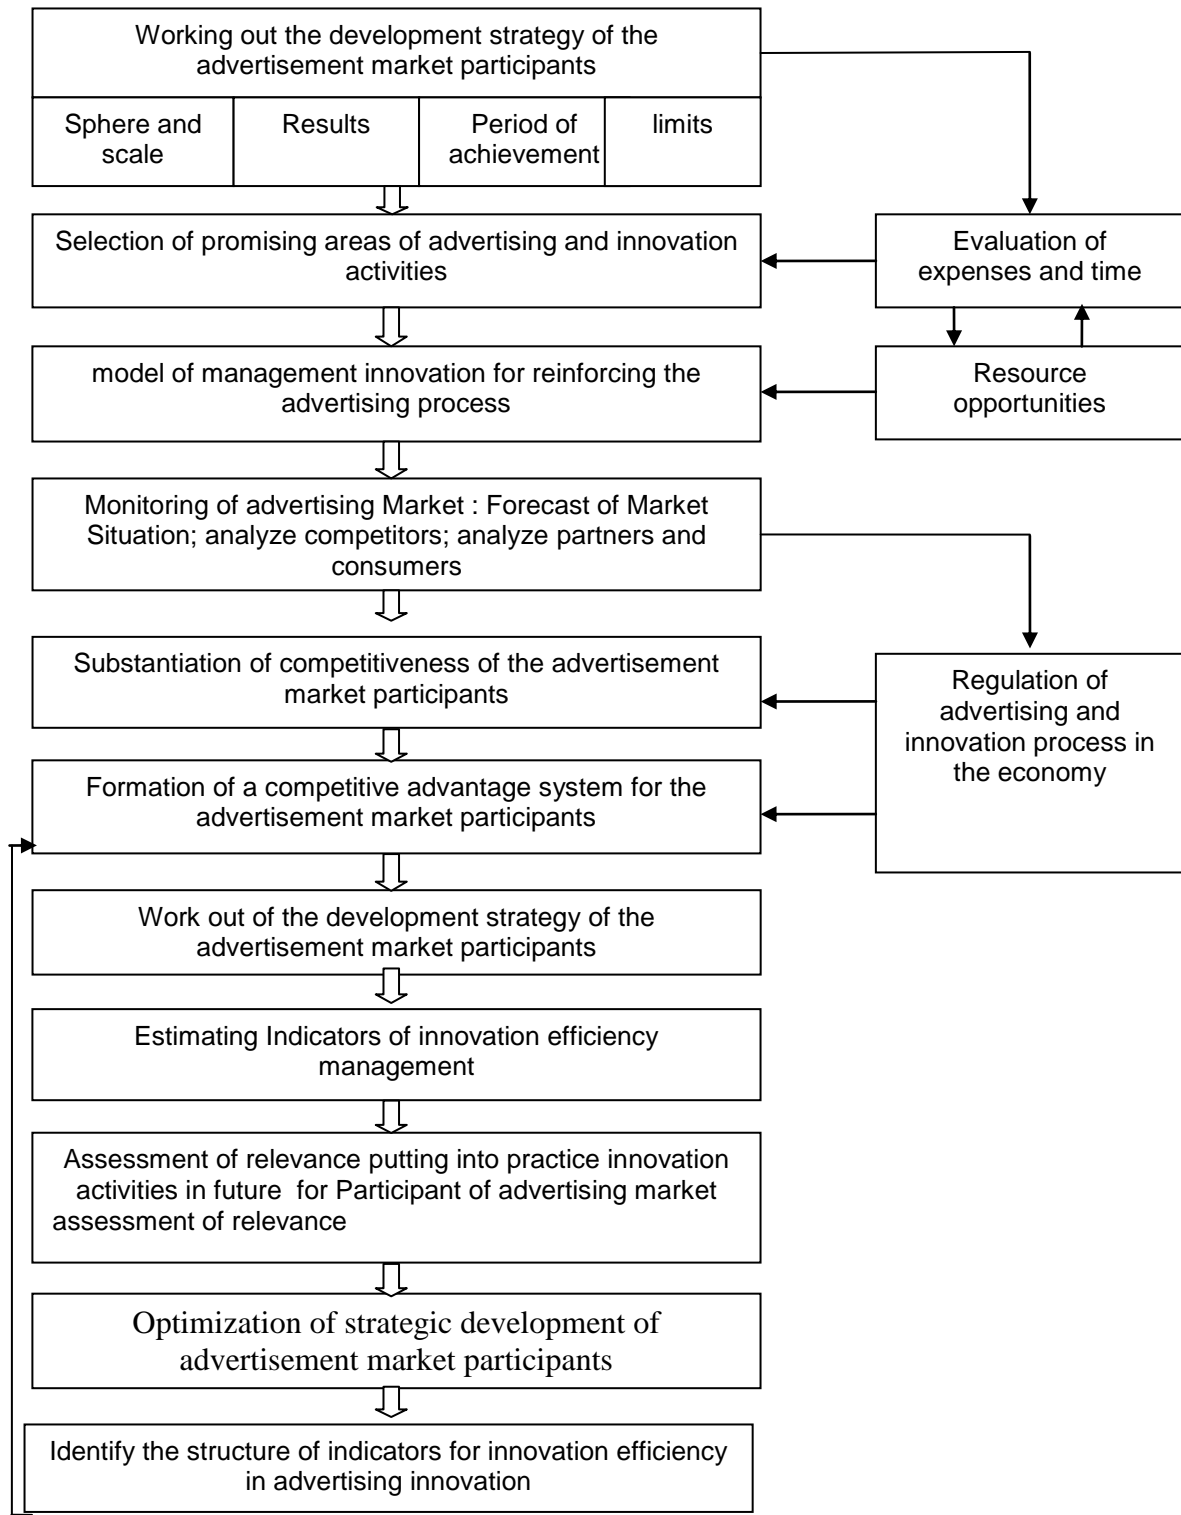 Working out the development strategy of the
advertisement market participants
Sphere and
scale
Results
Period of
achievement
limits
Selection of promising areas of advertising and innovation
activities
Evaluation of
expenses and time
model of management innovation for reinforcing the
advertising process
Resource
opportunities
Monitoring of advertising Market : Forecast of Market
Situation; analyze competitors; analyze partners and
consumers
Substantiation of competitiveness of the advertisement
market participants
Regulation of
advertising and
innovation process in
the economy
Formation of a competitive advantage system for the
advertisement market participants
Work out of the development strategy of the
advertisement market participants
Estimating Indicators of innovation efficiency
management
Assessment of relevance putting into practice innovation
activities in future  for Participant of advertising market
assessment of relevance
Optimization of strategic development of
advertisement market participants
Identify the structure of indicators for innovation efficiency
in advertising innovation